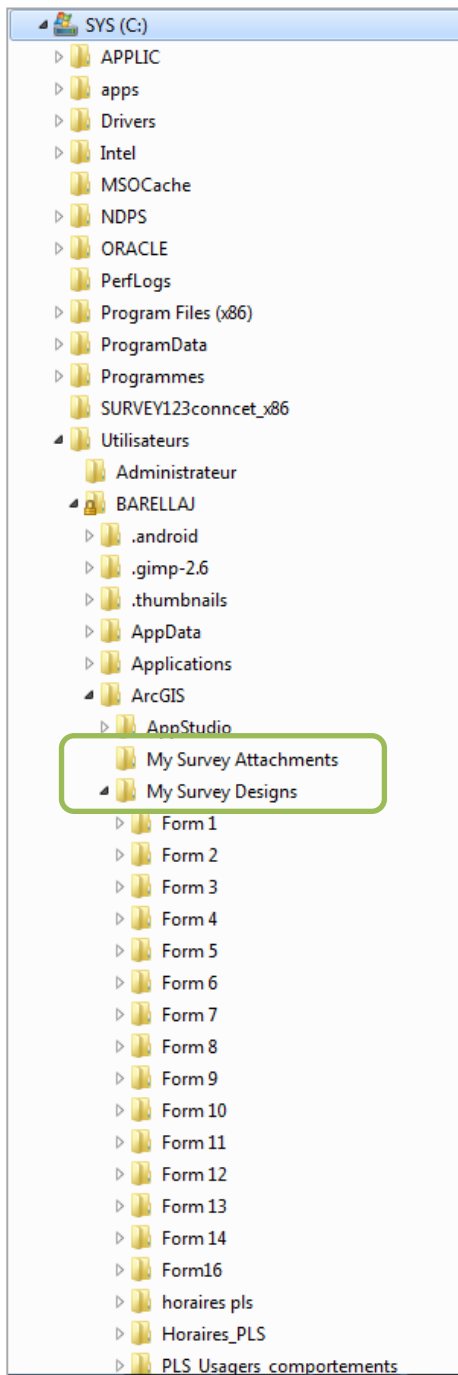 SYS (C:)
APPLIC
apps
Drivers
Intel
MSOCache
NDPS
ORACLE
PerfLogs
Program Files (x86)
ProgramData
Programmes
SURVEY123conncet_x86
Utilisateurs
Administrateur
BARELLAJ
.android
.gimp-2.6
.thumbnails
AppData
Applications
ArcGIS
AppStudio
My Survey Attachments
My Survey Designs
Form 1
Form 2
Form 3
Form 4
Form 5
Form 6
Form 7
Form 8
Form 9
Form 10
Form 11
Form 12
Form 13
Form 14
Form16
horaires pls
Horaires_PLS
PLS_Usagers_comportements